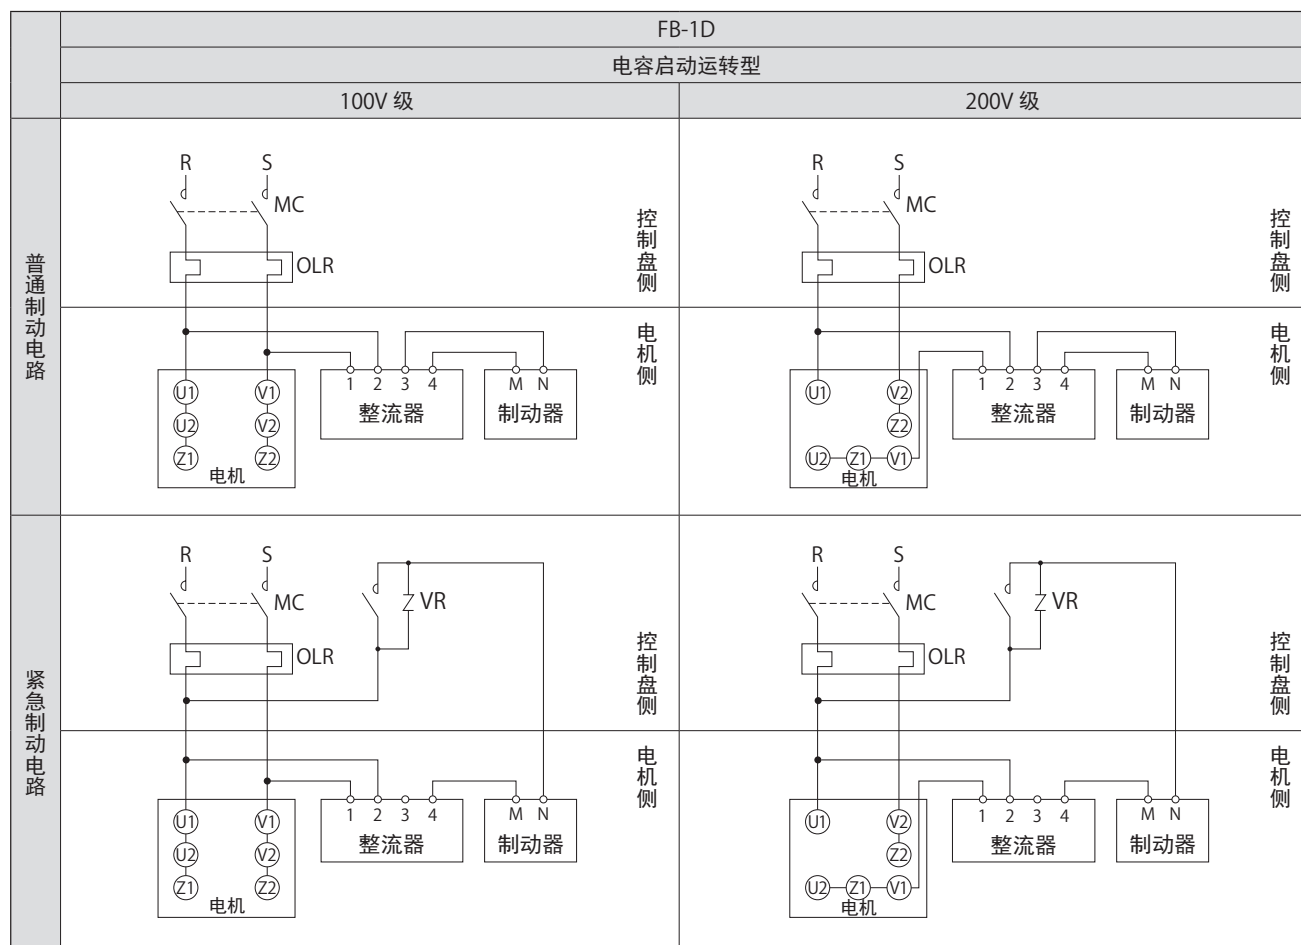 FB-1D
电容启动运转型
100V 级
200V 级
普通制动电路
R S
MC
OLR
控制盘侧
电机侧
U1 V1
U2 V2
Z1 Z2
电机
1 2 3 4
整流器
M N
制动器
R S
MC
OLR
控制盘侧
电机侧
U1 V2
Z2
U2 Z1 V1
电机
1 2 3 4
整流器
M N
制动器
紧急制动电路
R S
MC
VR
OLR
控制盘侧
电机侧
U1 V1
U2 V2
Z1 Z2
电机
1 2 3 4
整流器
M N
制动器
R S
MC
VR
OLR
控制盘侧
电机侧
U1 V2
Z2
U2 Z1 V1
电机
1 2 3 4
整流器
M N
制动器